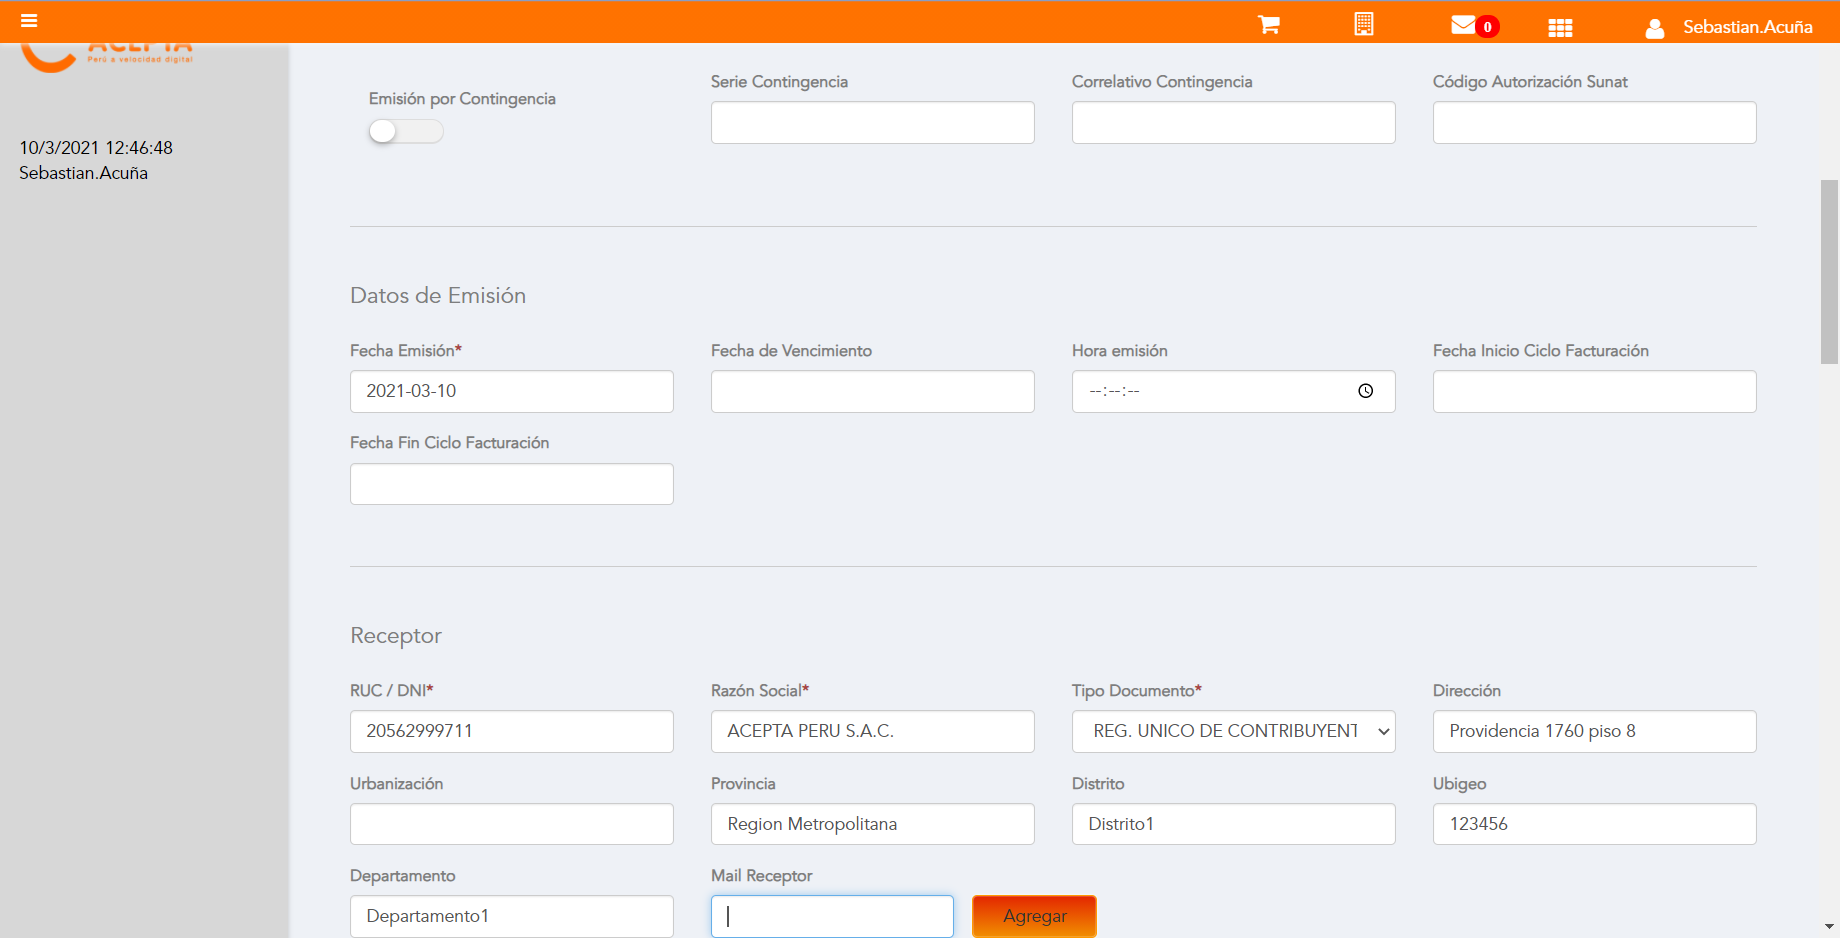 0
Sebastian.Acuña
ACEPTA
Perú a velocidad digital
10/3/2021 12:46:48
Sebastian.Acuña
Emisión por Contingencia
Serie Contingencia
Correlativo Contingencia
Código Autorización Sunat
Datos de Emisión
Fecha Emisión*
Fecha de Vencimiento
Hora emisión
Fecha Inicio Ciclo Facturación
2021-03-10
--:--:--
Fecha Fin Ciclo Facturación
Receptor
RUC / DNI*
Razón Social*
Tipo Documento*
Dirección
20562999711
ACEPTA PERU S.A.C.
REG. UNICO DE CONTRIBUYENT
Providencia 1760 piso 8
Urbanización
Provincia
Distrito
Ubigeo
Region Metropolitana
Distrito1
123456
Departamento
Mail Receptor
Departamento1
Agregar